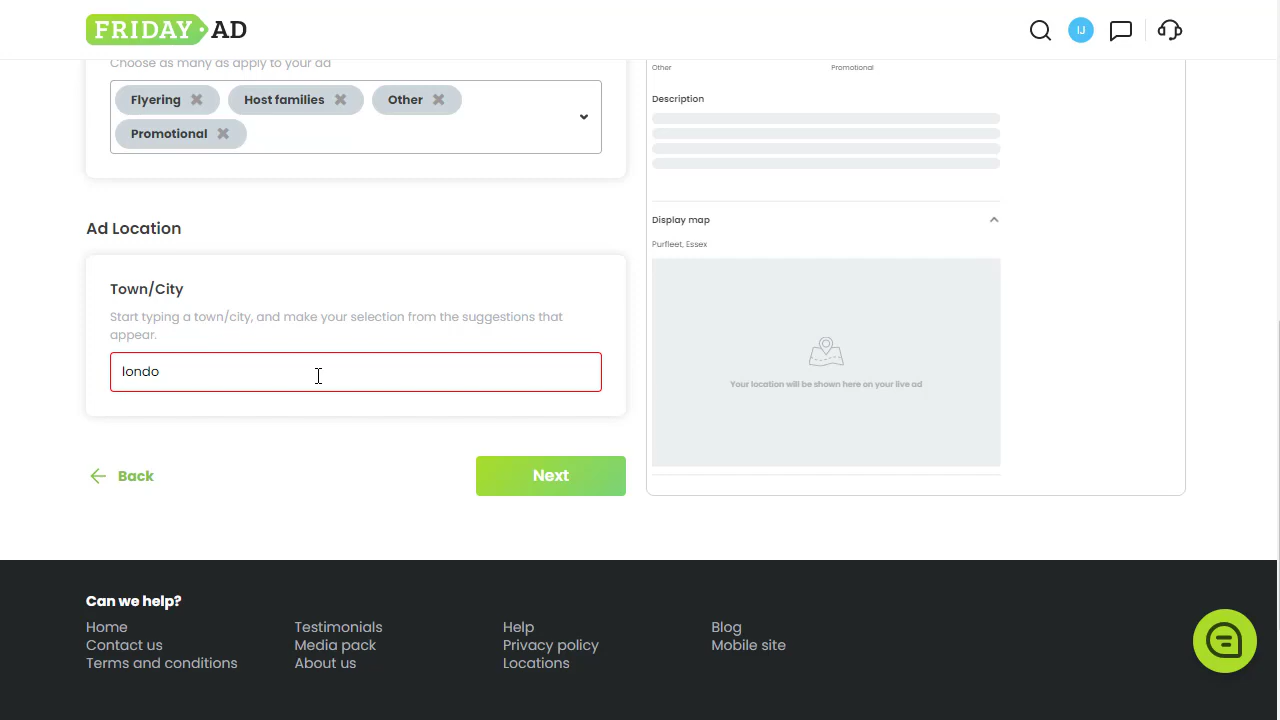 FRIDAY AD
IJ
Choose as many as apply to your ad
Flyering
Host families
Other
Promotional
Ad Location
Town/City
Start typing a town/city, and make your selection from the suggestions that
appear.
londo
Back
Next
Other
Promotional
Description
Display map
Purfleet, Essex
Your location will be shown here on your live ad
Can we help?
Home
Contact us
Terms and conditions
Testimonials
Media pack
About us
Help
Privacy policy
Locations
Blog
Mobile site